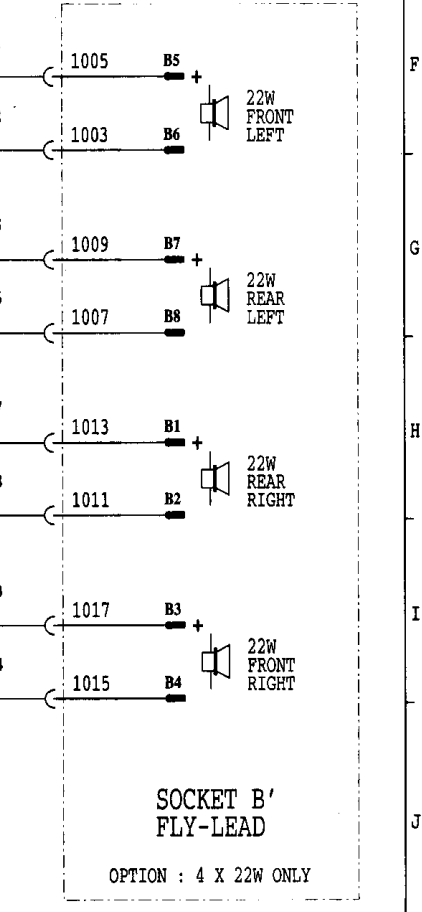 1005 B5 +
22W
FRONT
LEFT
1003 B6
1009 B7 +
22W
REAR
LEFT
1007 B8
1013 B1 +
22W
REAR
RIGHT
1011 B2
1017 B3 +
22W
FRONT
RIGHT
1015 B4
SOCKET B'
FLY-LEAD
OPTION : 4 X 22W ONLY
F
G
H
I
J